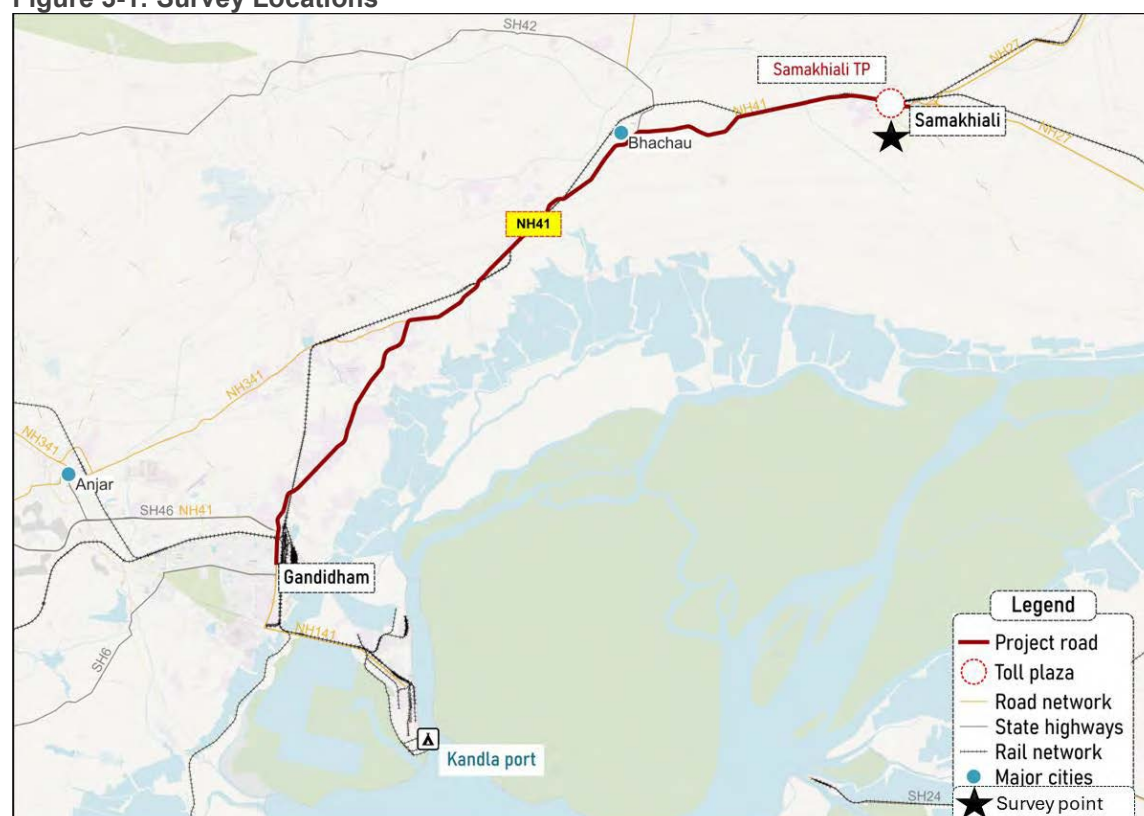 Figure 3-1: Survey Locations
SH42
NH27
Samakhiali TP
NH41
Samakhiali
Bhachau
NH27
NH41
NH341
NH341
Anjar
SH46 NH41
Gandidham
NH141
SH6
Kandla port
Legend
Project road
Toll plaza
Road network
State highways
Rail network
Major cities
Survey point
SH24